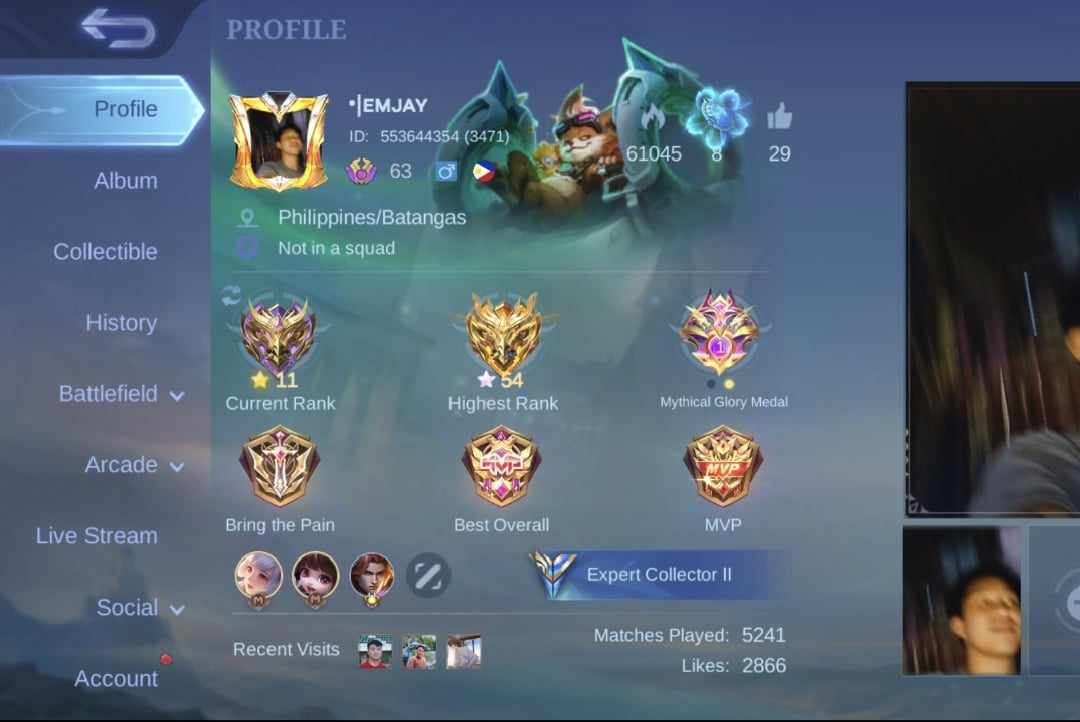 PROFILE
Profile
Album
Collectible
History
Battlefield
Arcade
Live Stream
Social
Account
•|EMJAY
ID: 553644354 (3471)
63
61045
8
29
Philippines/Batangas
Not in a squad
11
Current Rank
54
Highest Rank
1
Mythical Glory Medal
Bring the Pain
Best Overall
MVP
MVP
M
M
Expert Collector II
Recent Visits
Matches Played: 5241
Likes: 2866